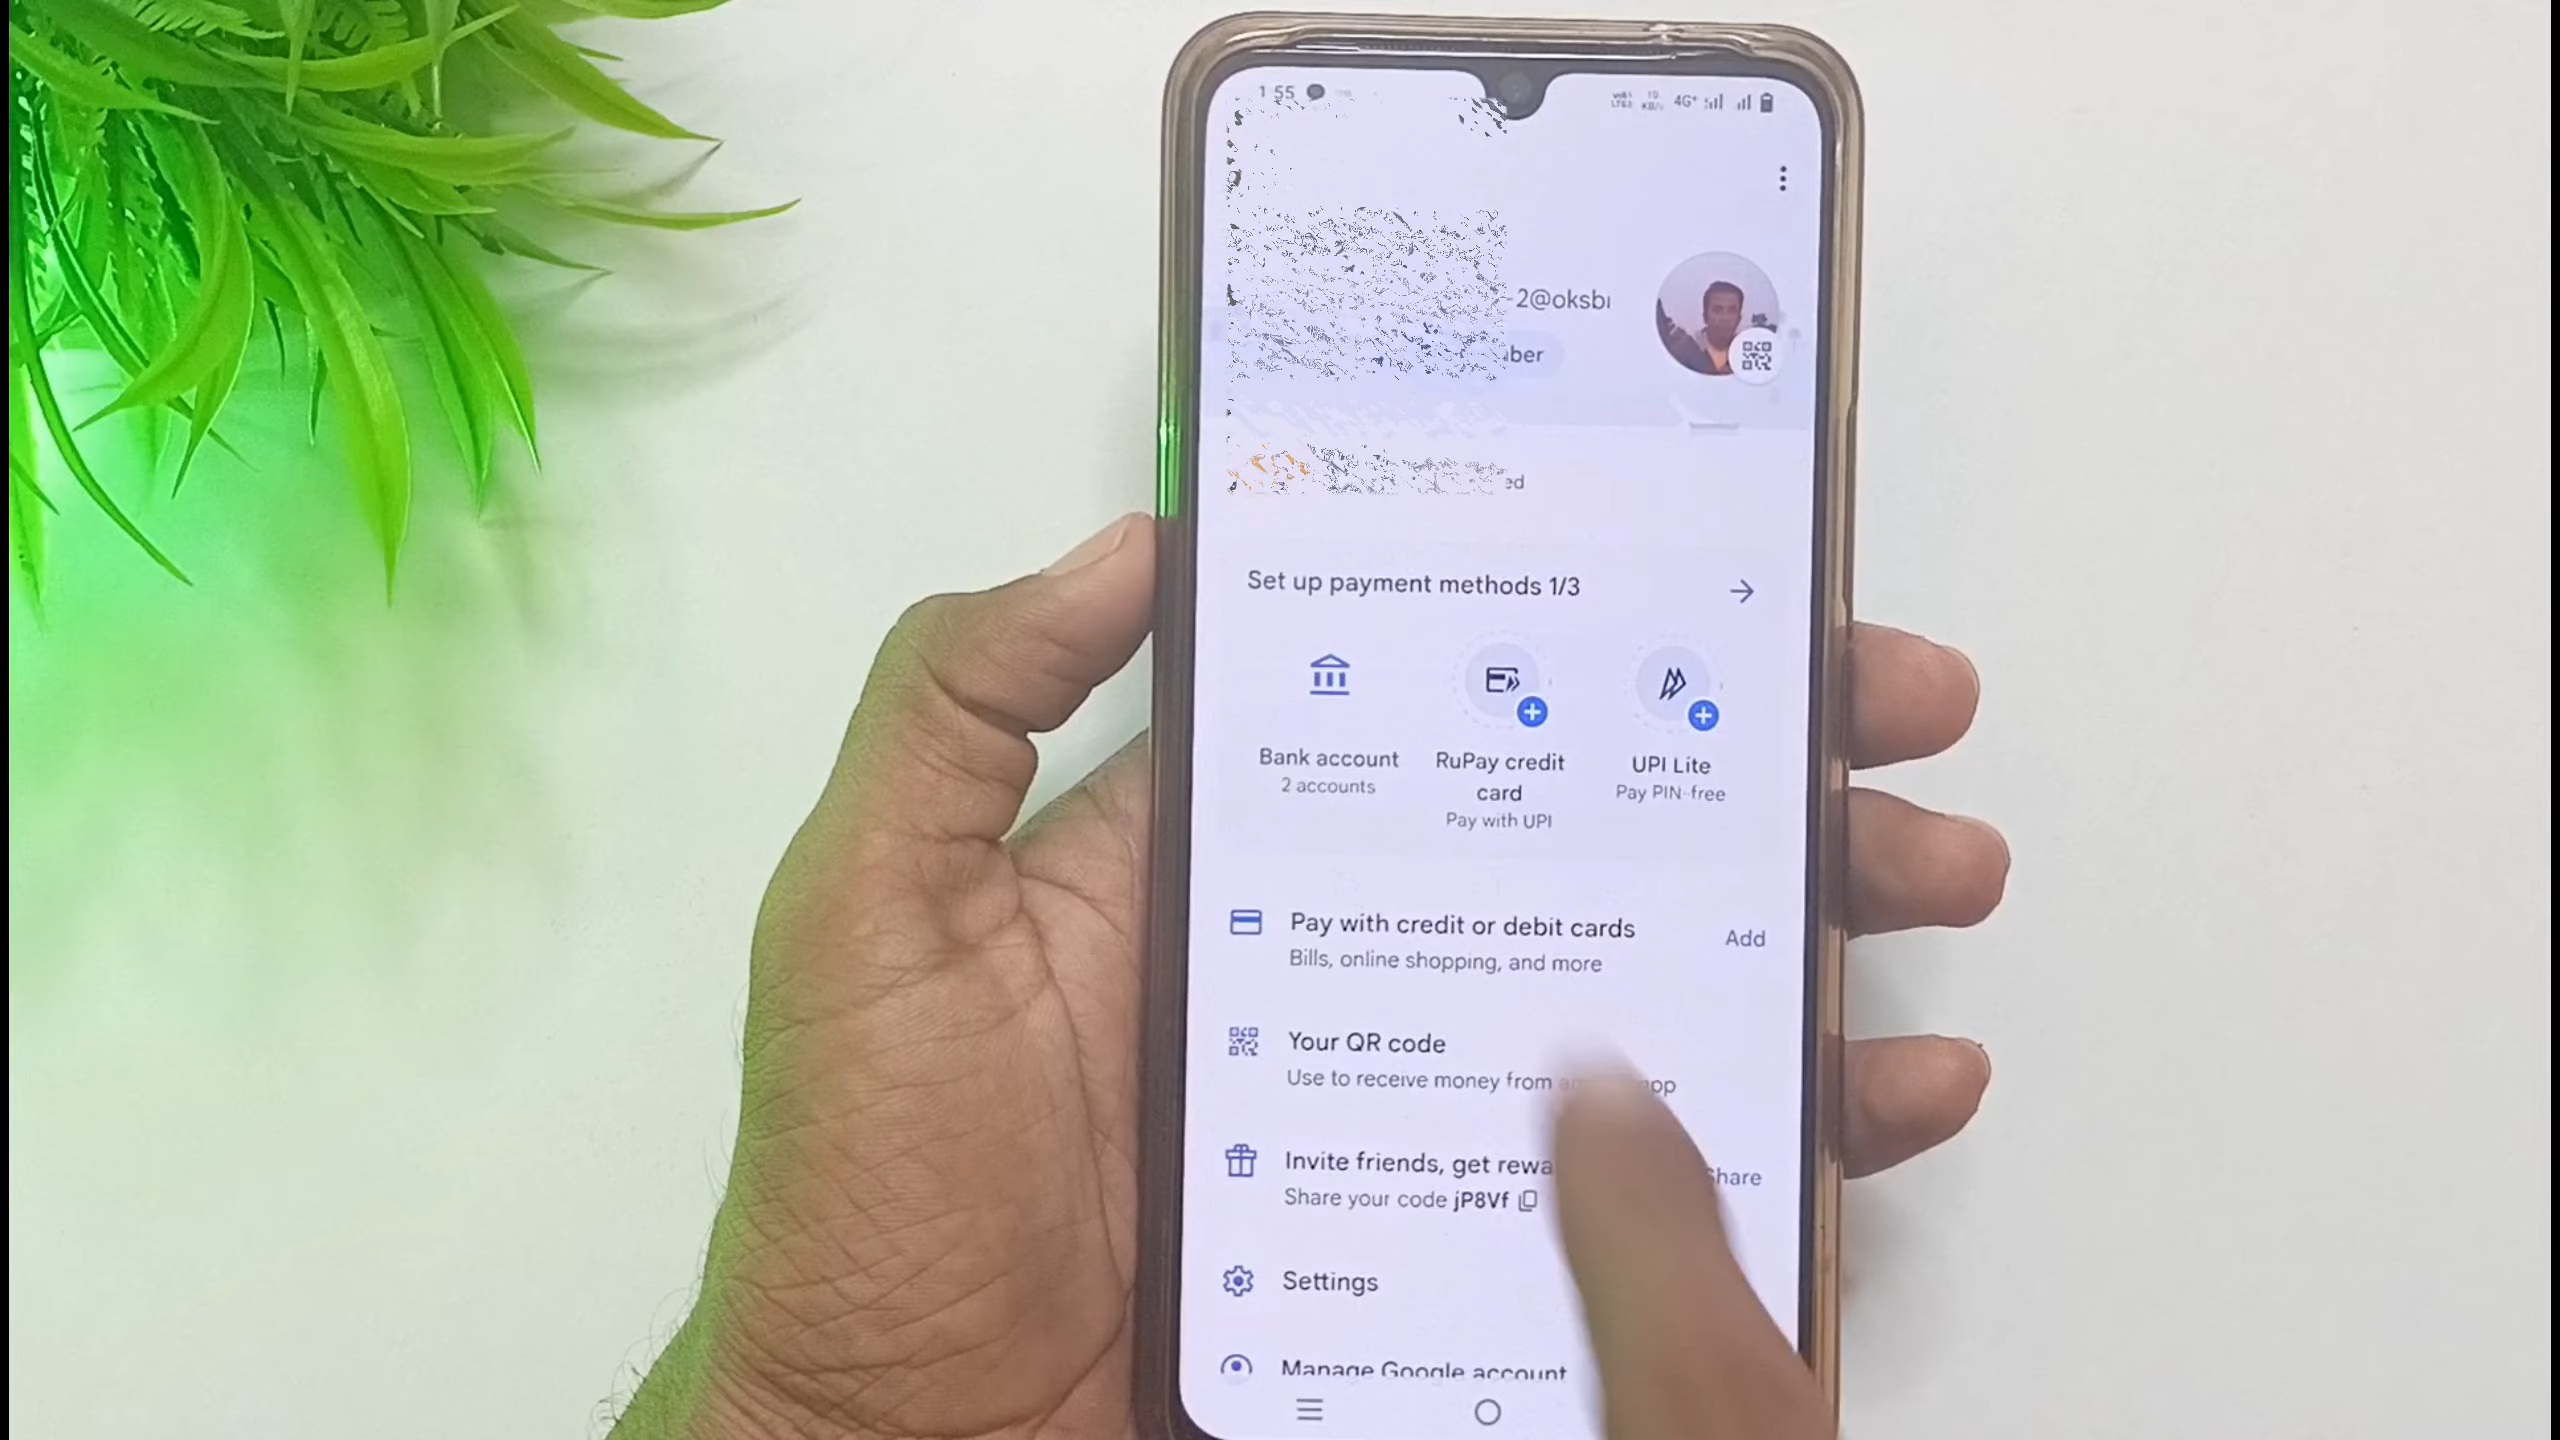 1:55
4G+
-2@oksbi
ber
ed
Set up payment methods 1/3
Bank account
2 accounts
RuPay credit
card
Pay with UPI
UPI Lite
Pay PIN-free
Pay with credit or debit cards
Add
Bills, online shopping, and more
Your QR code
Use to receive money from
Invite friends, get rewa
Share
Share your code jP8Vf
Settings
Manage Google account